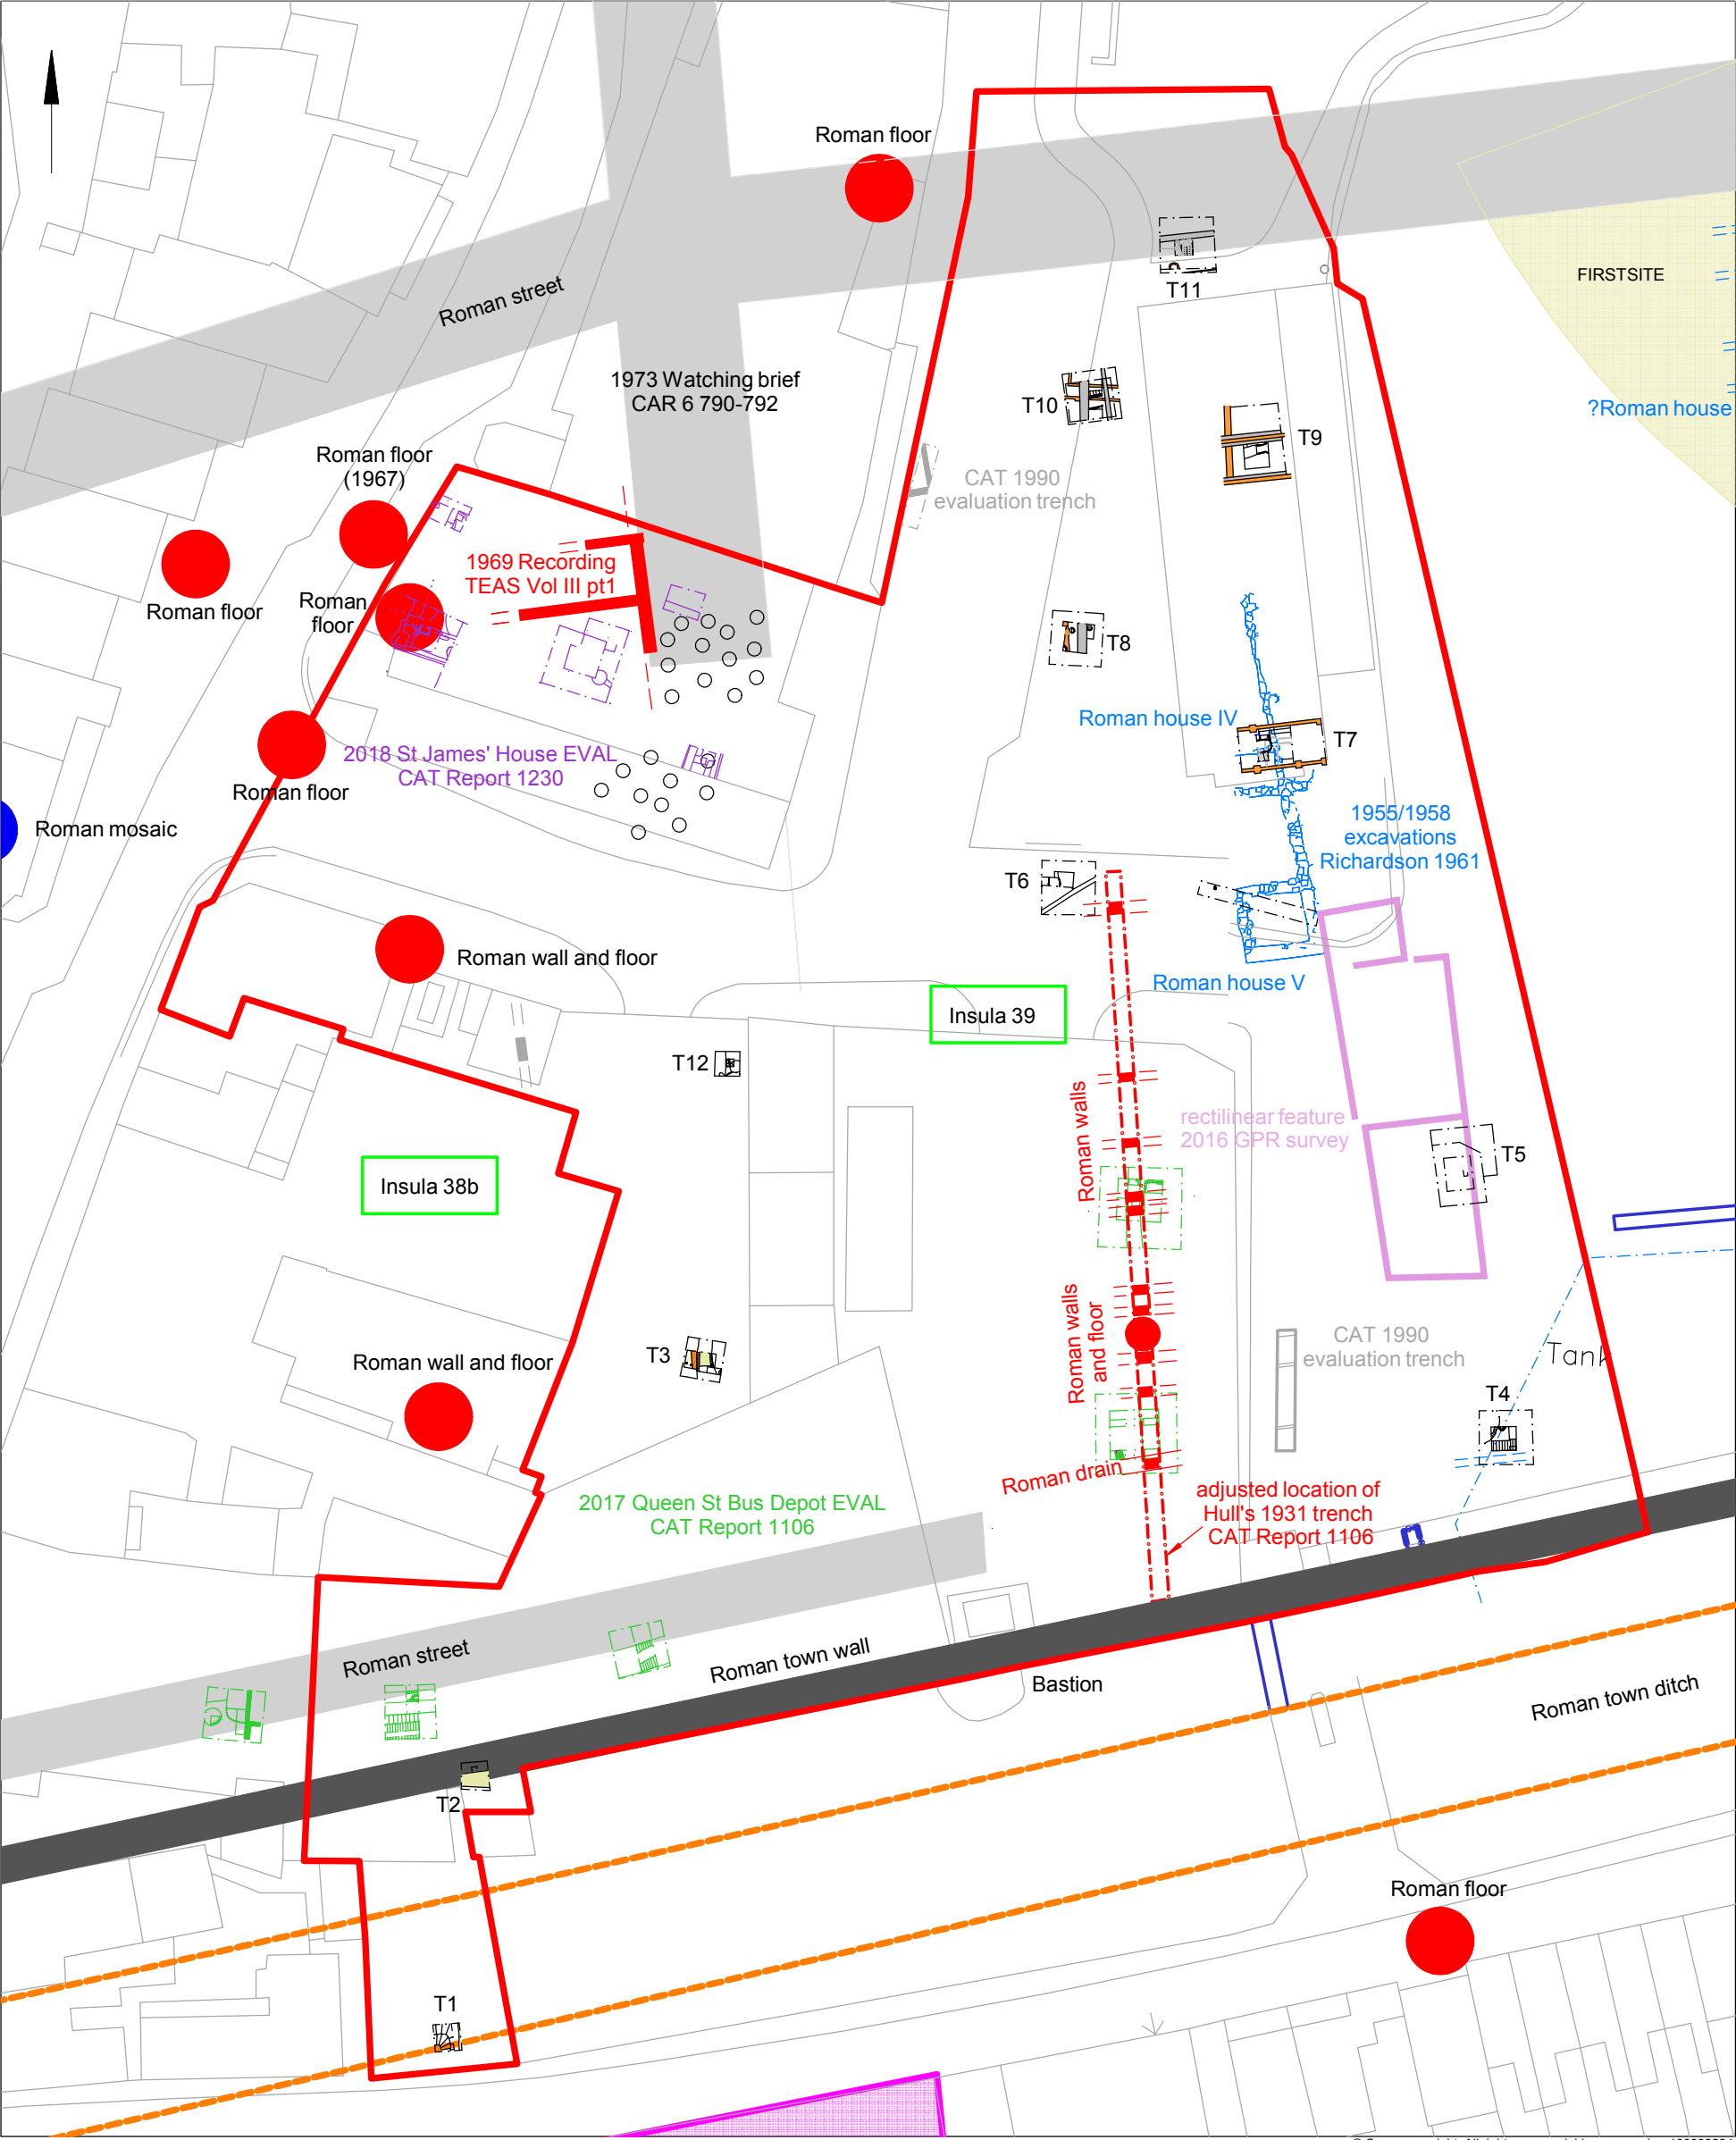 Roman floor
FIRSTSITE
T11
Roman street
1973 Watching brief
CAR 6 790-792
T10
?Roman house
T9
Roman floor
(1967)
CAT 1990
evaluation trench
1969 Recording
TEAS Vol III pt1
Roman floor
Roman
floor
T8
Roman house IV
T7
2018 St James' House EVAL
CAT Report 1230
Roman floor
Roman mosaic
1955/1958
excavations
Richardson 1961
T6
Roman wall and floor
Roman house V
Insula 39
T12
Roman walls
rectilinear feature
2016 GPR survey
T5
Insula 38b
Roman walls
and floor
CAT 1990
evaluation trench
Tank
T3
Roman wall and floor
T4
Roman drain
adjusted location of
Hull's 1931 trench
CAT Report 1106
2017 Queen St Bus Depot EVAL
CAT Report 1106
Roman street
Roman town wall
Bastion
Roman town ditch
T2
Roman floor
T1